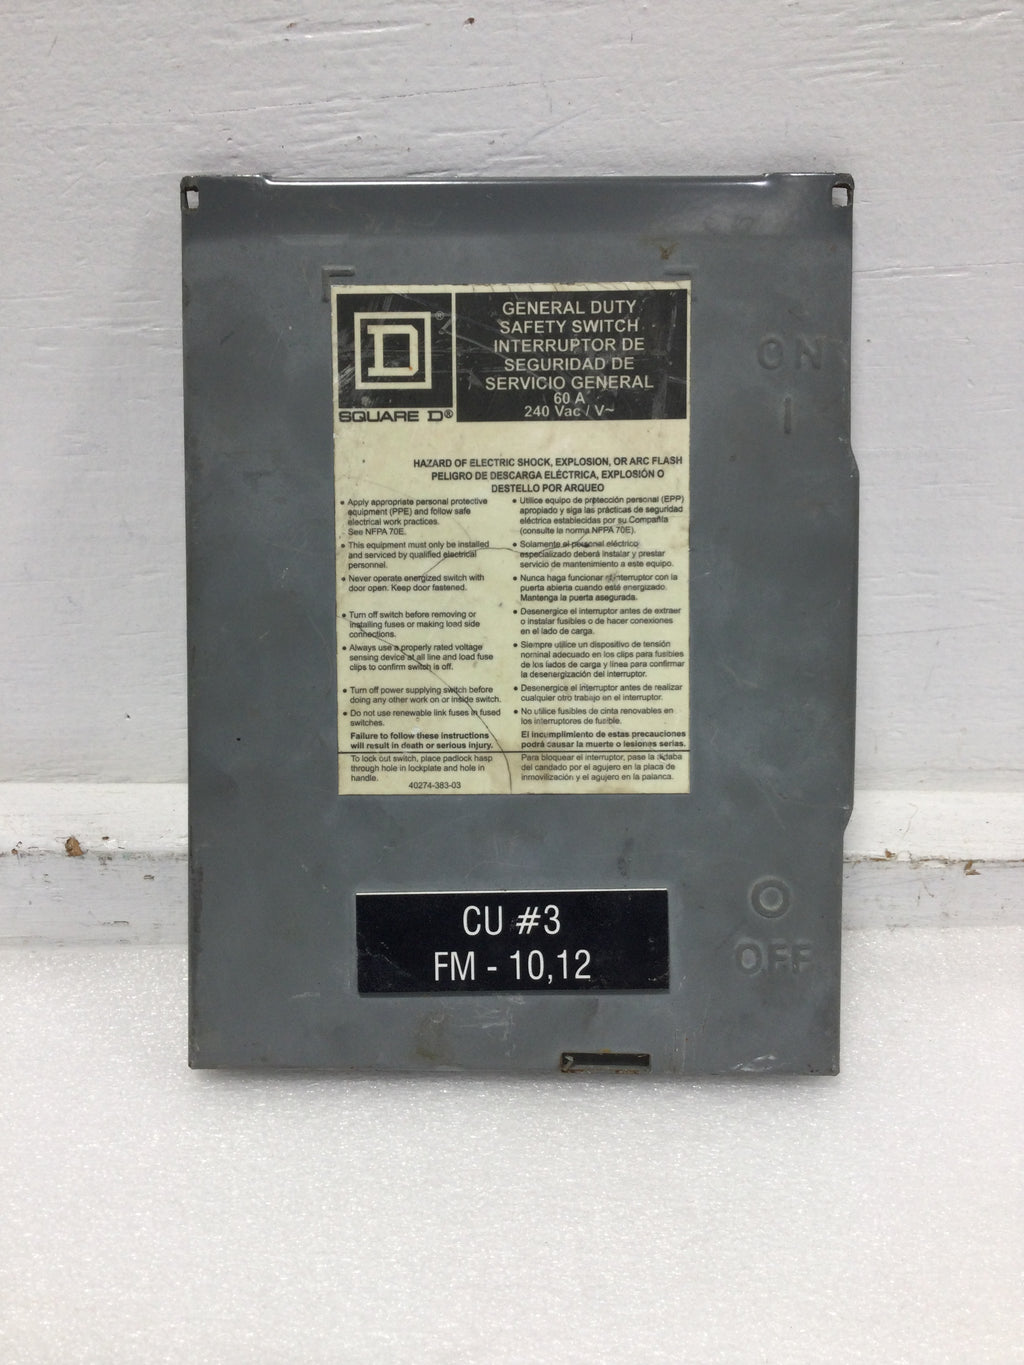 D®
SQUARE D®
GENERAL DUTY
SAFETY SWITCH
INTERRUPTOR DE
SEGURIDAD DE
SERVICIO GENERAL
60 A
240 Vac / V~
HAZARD OF ELECTRIC SHOCK, EXPLOSION, OR ARC FLASH
PELIGRO DE DESCARGA ELÉCTRICA, EXPLOSIÓN O
DESTELLO POR ARQUEO
• Apply appropriate personal protective
equipment (PPE) and follow safe
electrical work practices.
See NFPA 70E.
• This equipment must only be installed
and serviced by qualified electrical
personnel.
• Never operate energized switch with
door open. Keep door fastened.
• Turn off switch before removing or
installing fuses or making load side
connections.
• Always use a properly rated voltage
sensing device at all line and load fuse
clips to confirm switch is off.
• Turn off power supplying switch before
doing any other work on or inside switch.
• Do not use renewable link fuses in fused
switches.
Failure to follow these instructions
will result in death or serious injury.
To lock out switch, place padlock hasp
through hole in lockplate and hole in
handle.
40274-383-03
• Utilice equipo de protección personal (EPP)
apropiado y siga las prácticas de seguridad
eléctrica establecidas por su Compañía
(consulte la norma NFPA 70E).
• Solamente el personal eléctrico
especializado deberá instalar y prestar
servicio de mantenimiento a este equipo.
• Nunca haga funcionar el interruptor con la
puerta abierta cuando esté energizado.
Mantenga la puerta asegurada.
• Desenergice el interruptor antes de extraer
o instalar fusibles o de hacer conexiones
en el lado de carga.
• Siempre utilice un dispositivo de tensión
nominal adecuado en los clips para fusibles
de los lados de carga y línea para confirmar
la desenergización del interruptor.
• Desenergice el interruptor antes de realizar
cualquier otro trabajo en el interruptor.
• No utilice fusibles de cinta renovables en
los interruptores de fusible.
El incumplimiento de estas precauciones
podrá causar la muerte o lesiones serias.
Para bloquear el interruptor, pase la aldaba
del candado por el agujero en la placa de
inmovilización y el agujero en la palanca.
ON
I
O
OFF
CU #3
FM - 10,12